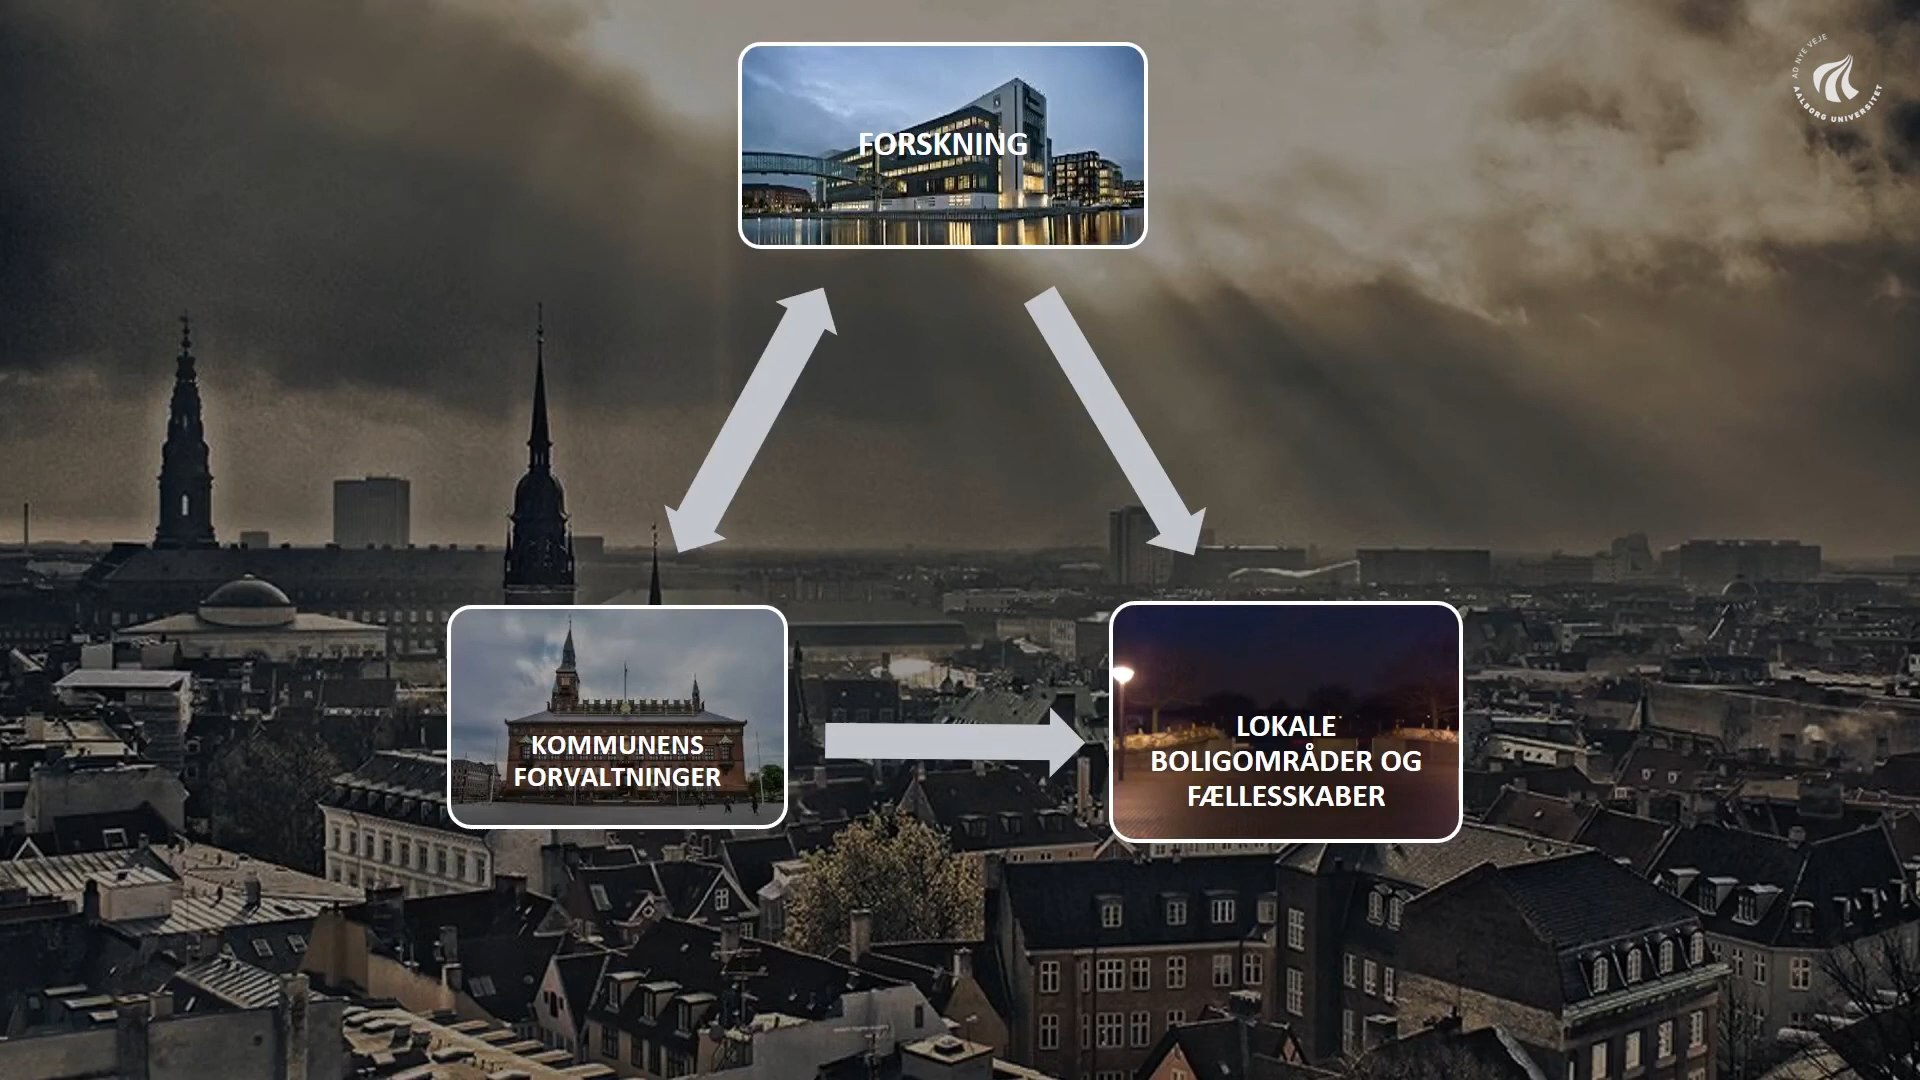 FORSKNING
AD NYE VEJE
AALBORG UNIVERSITET
KOMMUNENS
FORVALTNINGER
LOKALE
BOLIGOMRÅDER OG
FÆLLESSKABER